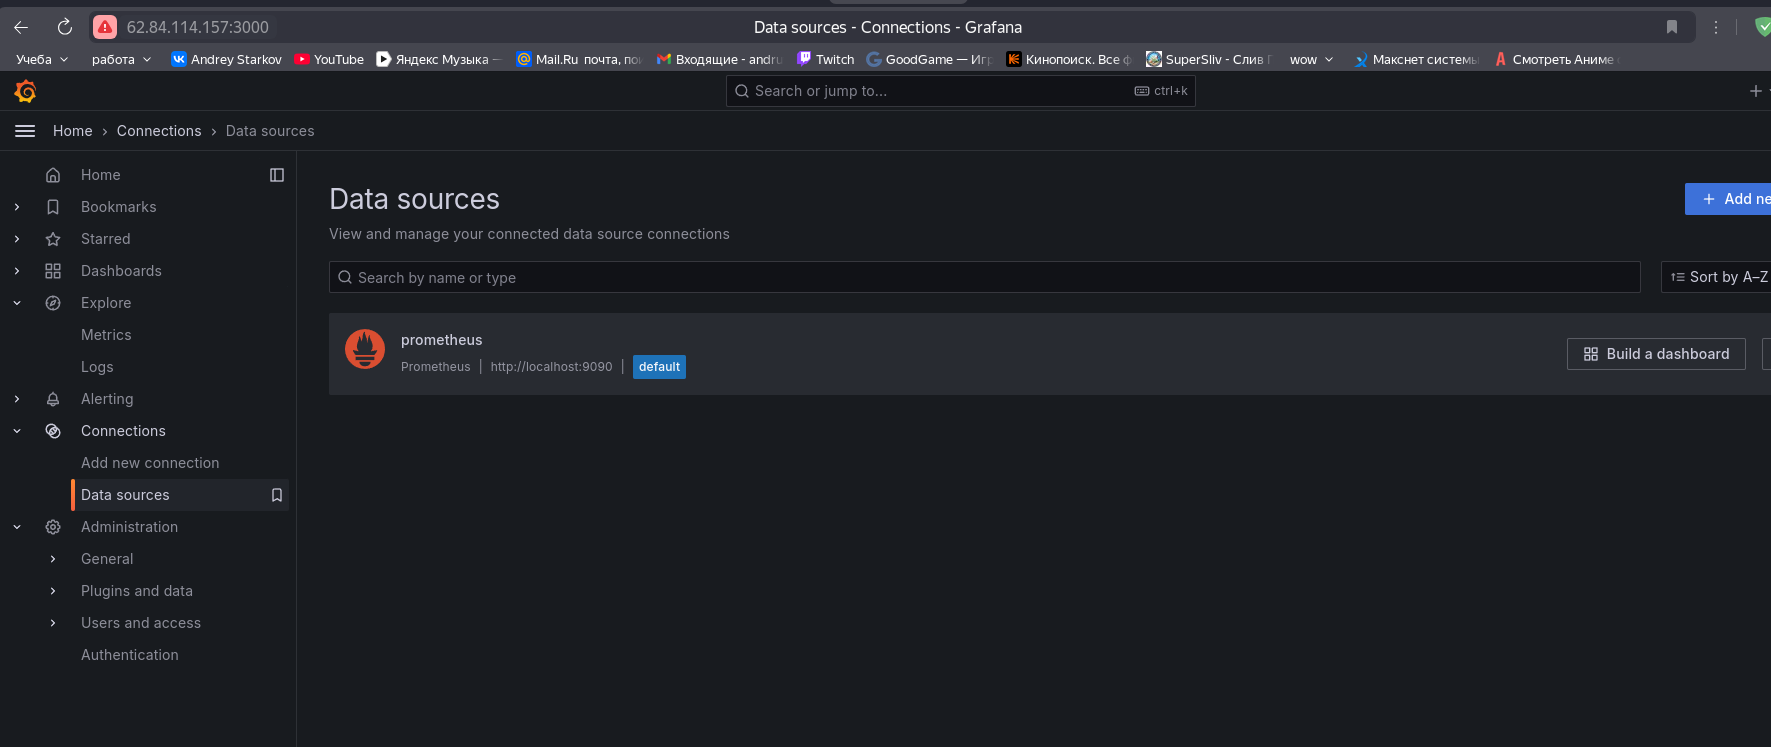 62.84.114.157:3000
Data sources - Connections - Grafana
Учеба
работа
Andrey Starkov
YouTube
Яндекс Музыка —
Mail.Ru почта, пои
Входящие - andru
Twitch
GoodGame — Игр
Кинопоиск. Все ф
SuperSliv - Слив П
wow
Макснет системы
Смотреть Аниме
Search or jump to...
ctrl+k
Home › Connections › Data sources
Home
Bookmarks
Starred
Dashboards
Explore
Metrics
Logs
Alerting
Connections
Add new connection
Data sources
Administration
General
Plugins and data
Users and access
Authentication
Data sources
Add ne
View and manage your connected data source connections
Search by name or type
Sort by A–Z
prometheus
Prometheus | http://localhost:9090 | default
Build a dashboard